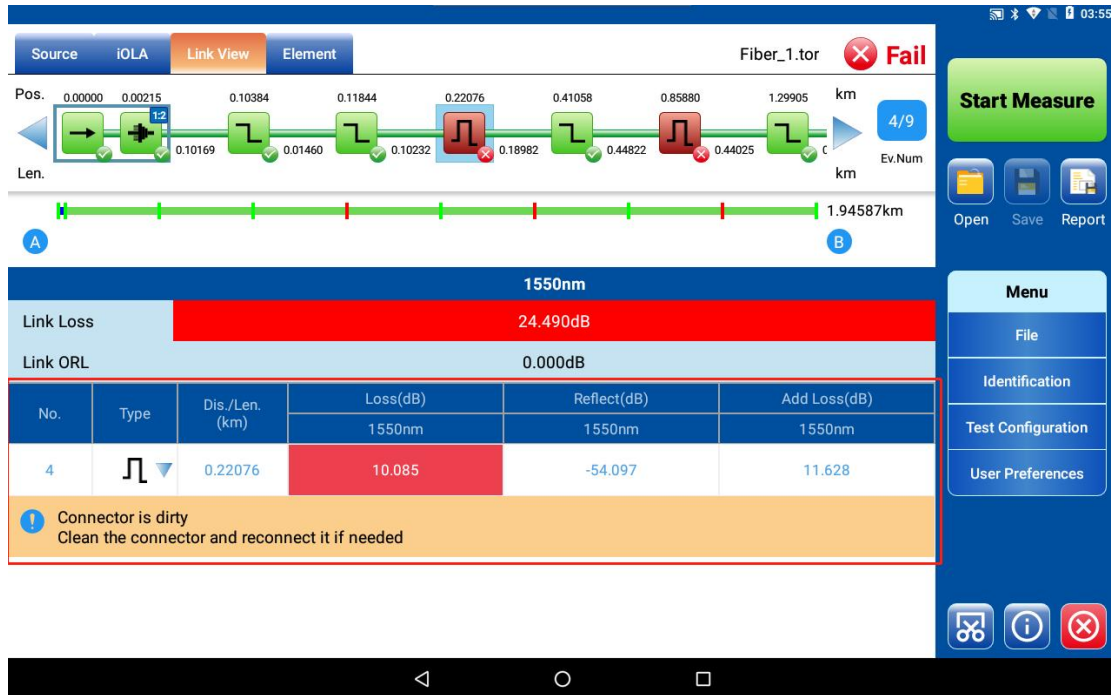 03:55
Source iOLA Link View Element Fiber_1.tor Fail
Pos. 0.00000 0.00215 0.10384 0.11844 0.22076 0.41058 0.85880 1.29905 km
1:2
4/9
0.10169 0.01460 0.10232 0.18982 0.44822 0.44025
Ev.Num
Len. km
1.94587km
A B
1550nm
Link Loss 24.490dB
Link ORL 0.000dB
No. Type Dis./Len. (km) Loss(dB) Reflect(dB) Add Loss(dB)
1550nm 1550nm 1550nm
4 0.22076 10.085 -54.097 11.628
Connector is dirty
Clean the connector and reconnect it if needed
Start Measure
Open Save Report
Menu
File
Identification
Test Configuration
User Preferences